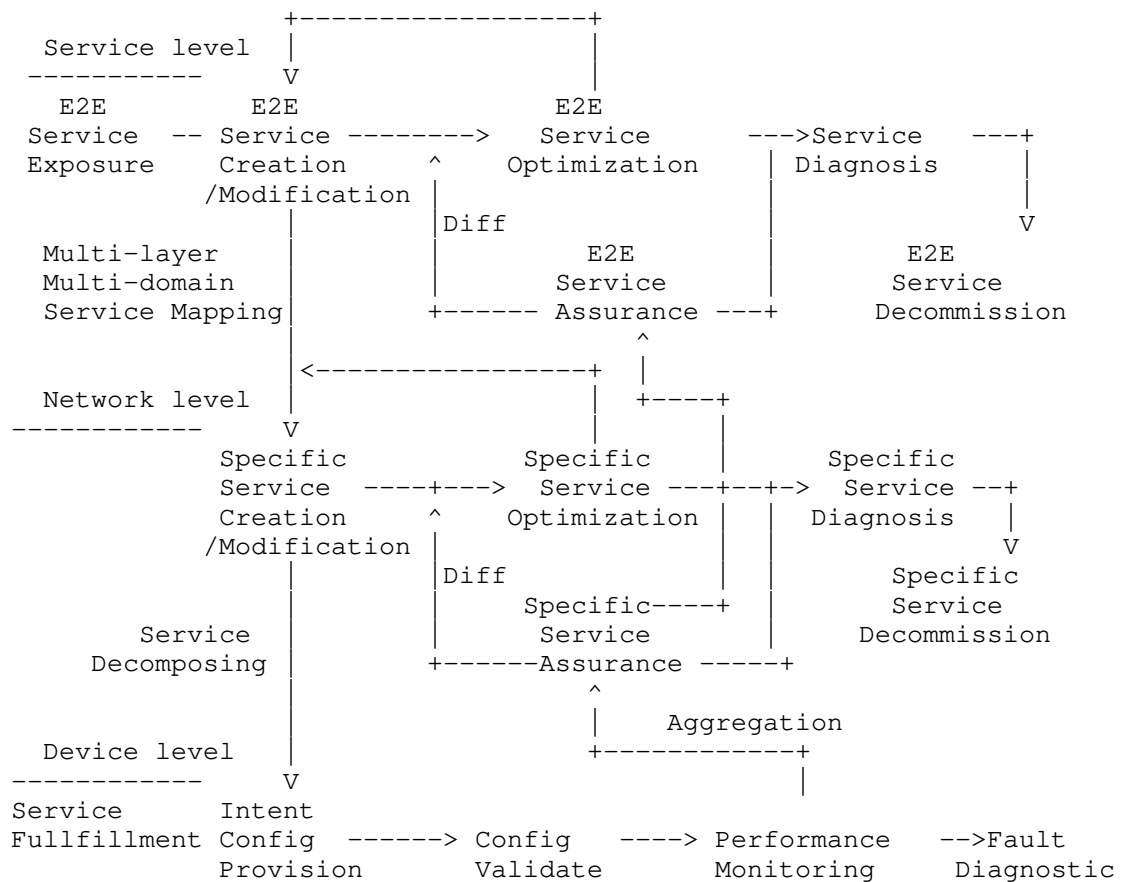 Service level
E2E E2E E2E
Service Service Service Service
Exposure Creation Optimization Diagnosis
/Modification
Diff
Multi-layer E2E E2E
Multi-domain Service Service
Service Mapping Assurance Decommission
Network level
Specific Specific Specific
Service Service Service
Creation Optimization Diagnosis
/Modification
Diff Specific
Specific Service
Service Service Decommission
Decomposing Assurance
Aggregation
Device level
Service Intent
Fullfillment Config Config Performance Fault
Provision Validate Monitoring Diagnostic